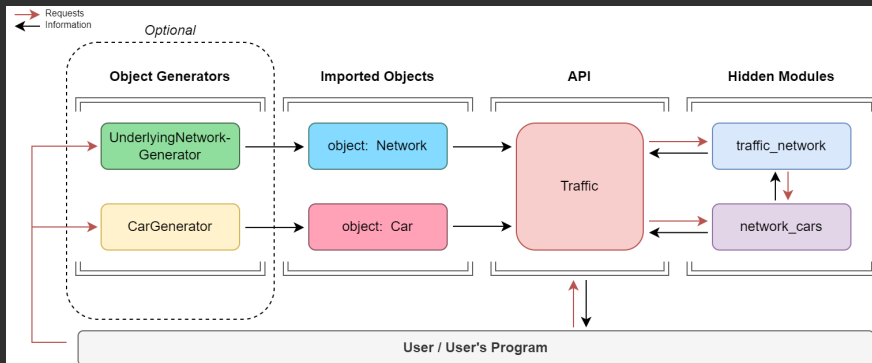 Requests
Information
Optional
Object Generators
Imported Objects
API
Hidden Modules
UnderlyingNetwork-
Generator
object: Network
Traffic
traffic_network
CarGenerator
object: Car
network_cars
User / User's Program